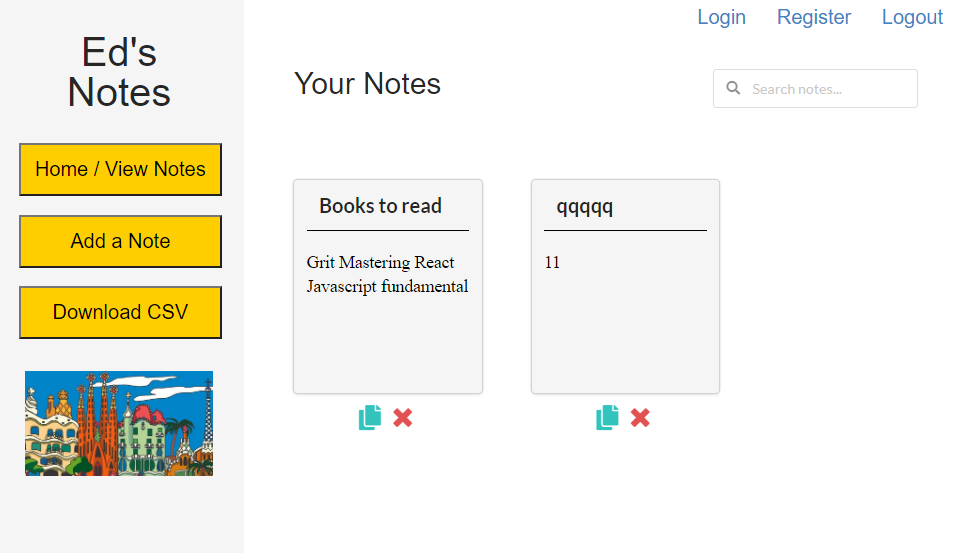 Ed's
Notes
Home / View Notes
Add a Note
Download CSV
Login Register Logout
Your Notes
Search notes...
Books to read
Grit Mastering React
Javascript fundamental
qqqqq
11